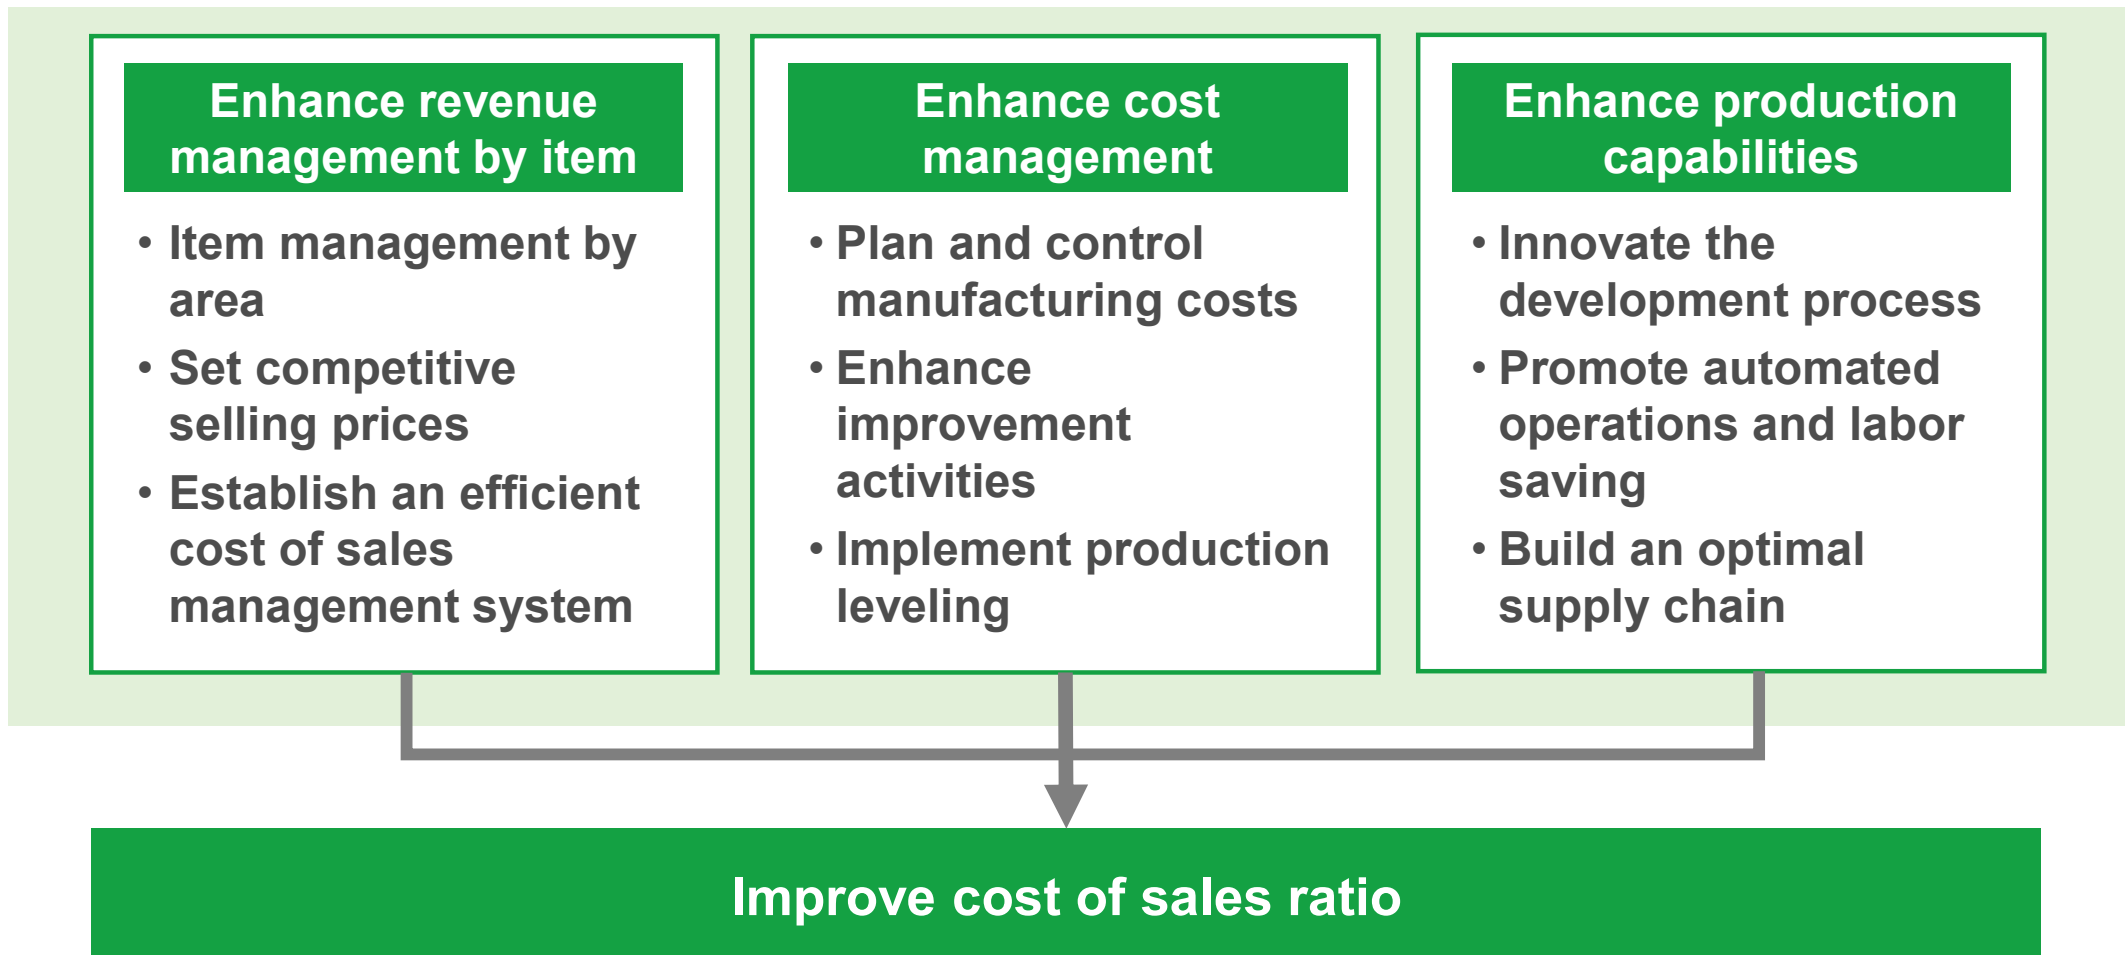 Enhance revenue
management by item
• Item management by
area
• Set competitive
selling prices
• Establish an efficient
cost of sales
management system
Enhance cost
management
• Plan and control
manufacturing costs
• Enhance
improvement
activities
• Implement production
leveling
Enhance production
capabilities
• Innovate the
development process
• Promote automated
operations and labor
saving
• Build an optimal
supply chain
Improve cost of sales ratio